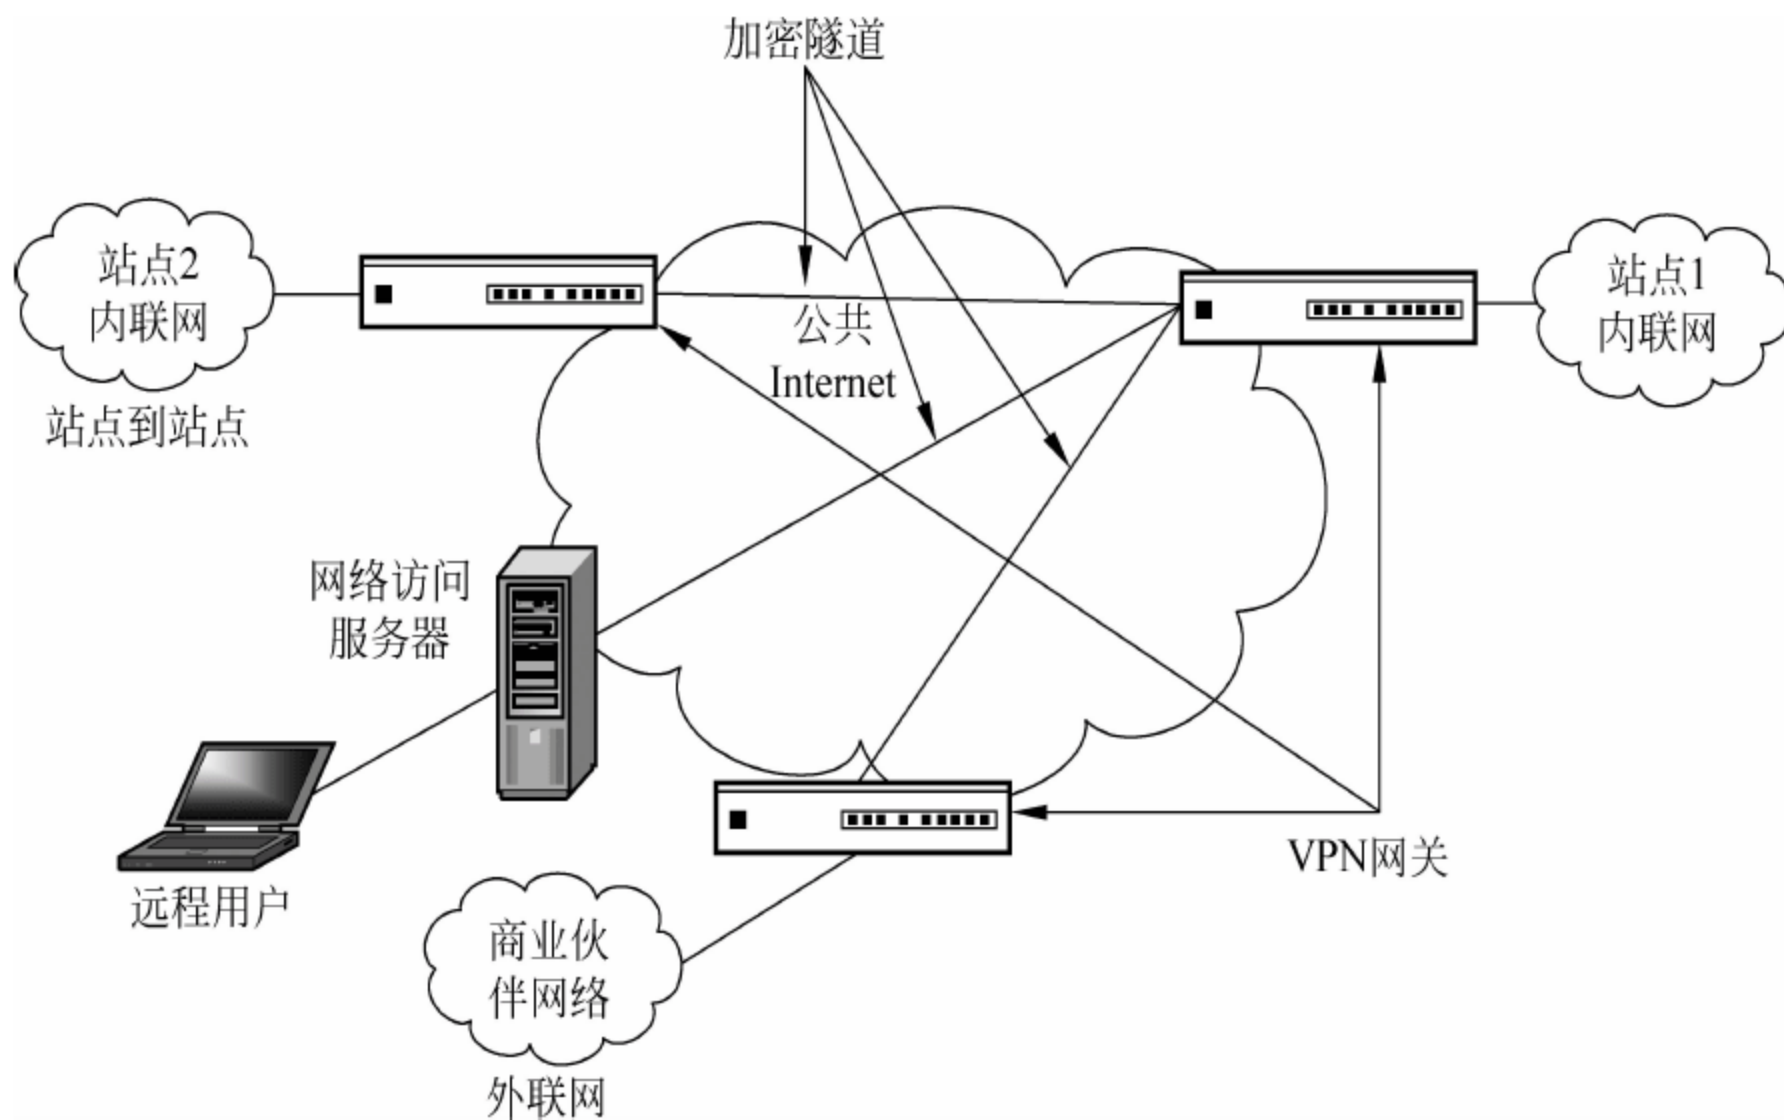 加密隧道
站点2
内联网
站点到站点
公共
Internet
站点1
内联网
网络访问
服务器
远程用户
VPN网关
商业伙
伴网络
外联网